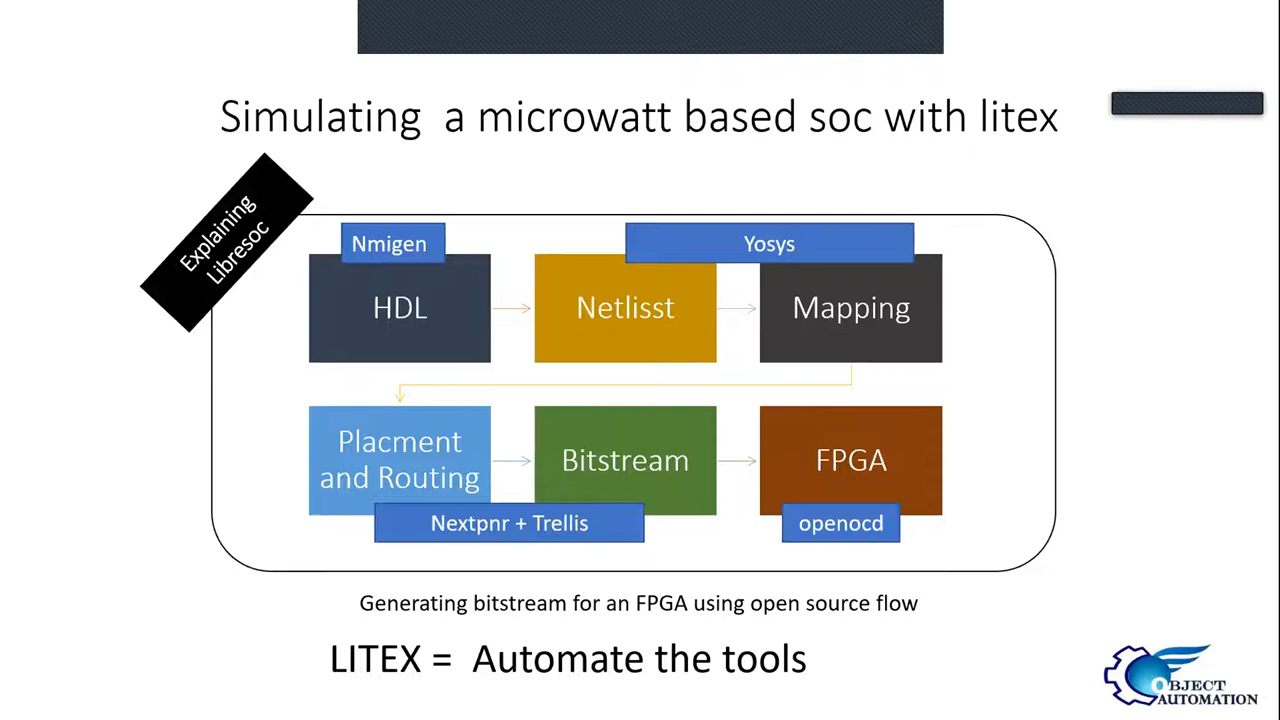 Simulating a microwatt based soc with litex
Explaining
Libresoc
Nmigen
Yosys
HDL
Netlisst
Mapping
Placment
and Routing
Bitstream
FPGA
Nextpnr + Trellis
openocd
Generating bitstream for an FPGA using open source flow
LITEX = Automate the tools
OBJECT
AUTOMATION